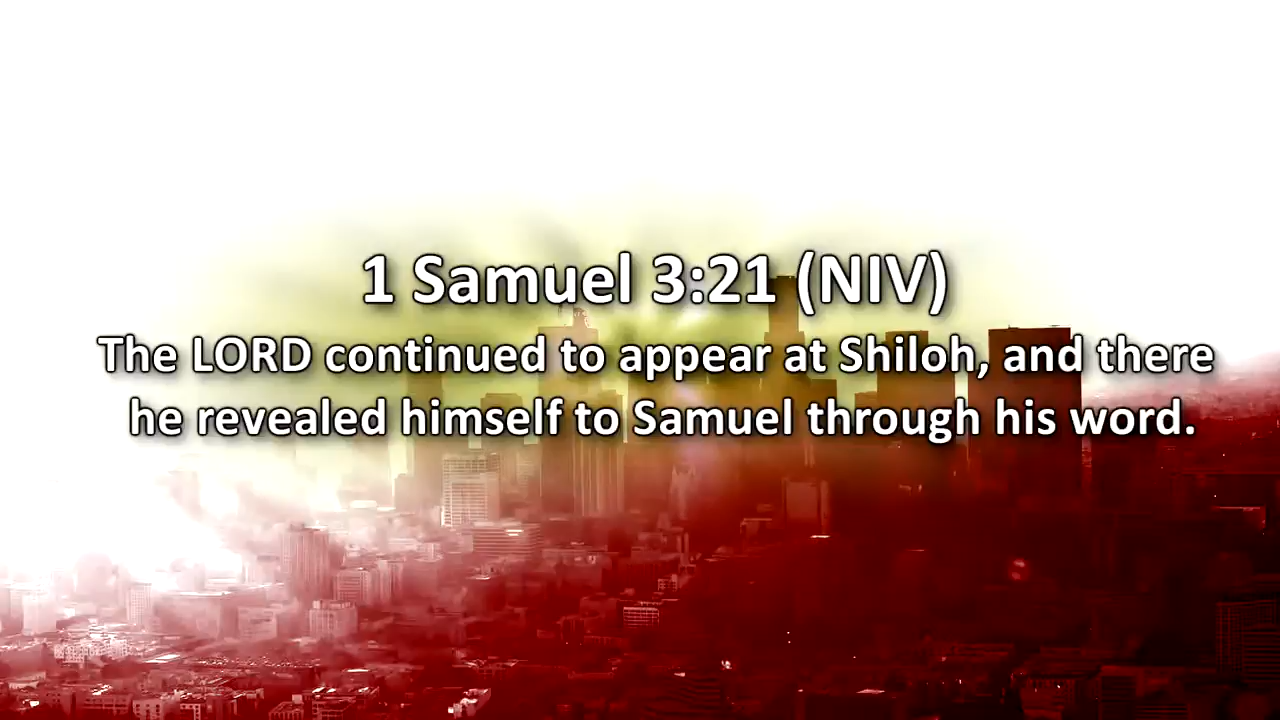 1 Samuel 3:21 (NIV)
The LORD continued to appear at Shiloh, and there
he revealed himself to Samuel through his word.